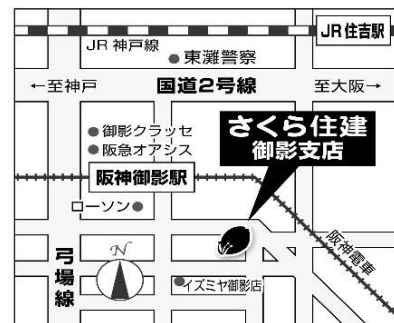 JR住吉駅
JR神戸線
東灘警察
←至神戸
国道2号線
至大阪→
さくら住建
御影支店
御影クラッセ
阪急オアシス
阪神御影駅
ローソン
阪神電車
弓場線
N
イズミヤ御影店